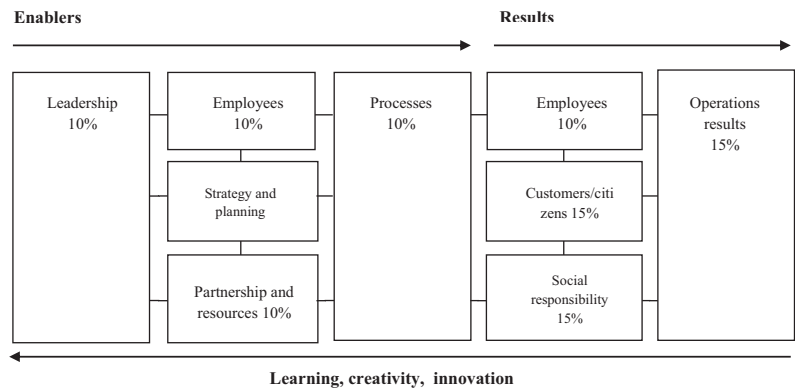 Enablers
Results
Leadership
10%
Employees
10%
Strategy and
planning
Partnership and
resources 10%
Processes
10%
Employees
10%
Customers/citi
zens 15%
Social
responsibility
15%
Operations
results
15%
Learning, creativity, innovation